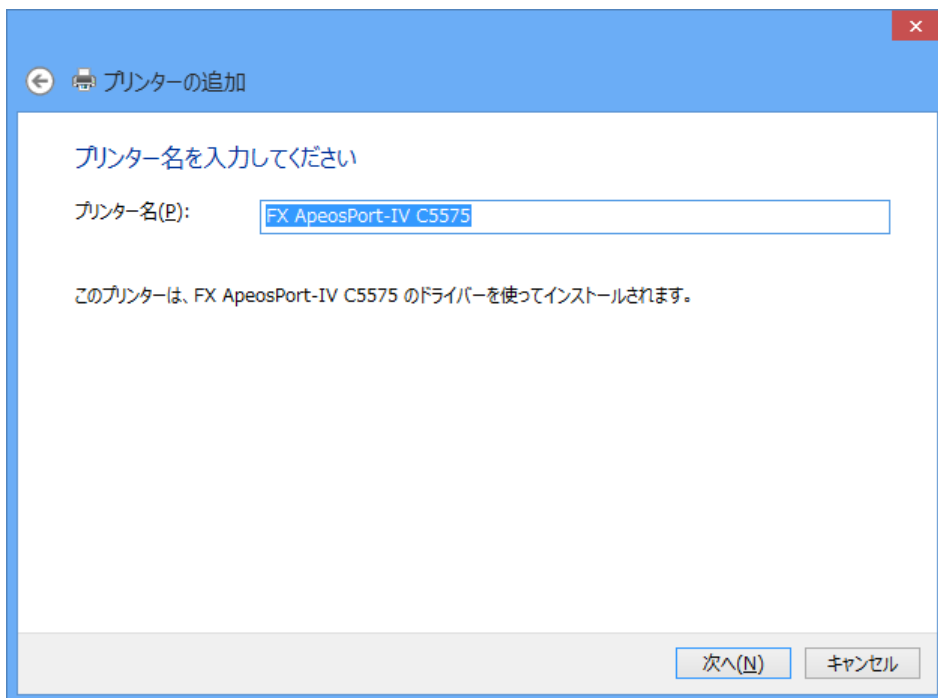 プリンターの追加
プリンター名を入力してください
プリンター名(P): FX ApeosPort-IV C5575
このプリンターは、FX ApeosPort-IV C5575 のドライバーを使ってインストールされます。
次へ(N) キャンセル